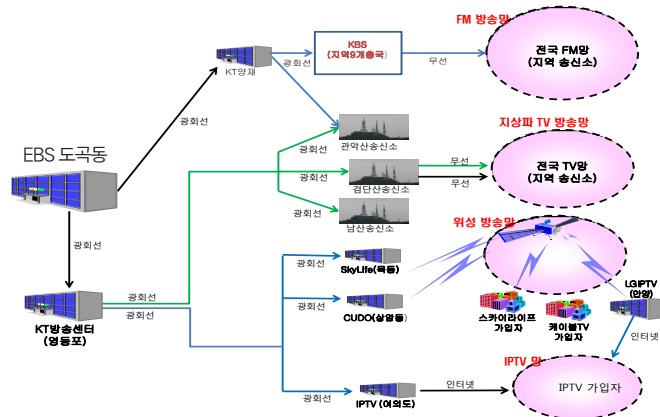 FM 방송망
KBS
(지역9개총국)
광회선
무선
전국 FM망
(지역 송신소)
KT양재
광회선
광회선
관악산송신소
지상파 TV 방송망
EBS 도곡동
광회선
검단산송신소
무선
무선
전국 TV망
(지역 송신소)
광회선
남산송신소
위성 방송망
광회선
광회선
SkyLife(목동)
광회선
CUDO(상암동)
LGIPTV
(안양)
광회선
광회선
KT방송센터
(영등포)
스카이라이프
가입자
케이블TV
가입자
인터넷
IPTV 망
광회선
IPTV (여의도)
인터넷
IPTV 가입자